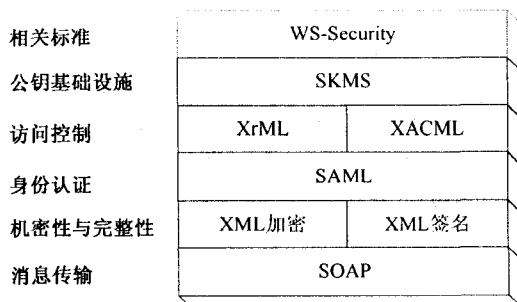 相关标准 WS-Security
公钥基础设施 SKMS
访问控制 XrML XACML
身份认证 SAML
机密性与完整性 XML加密 XML签名
消息传输 SOAP